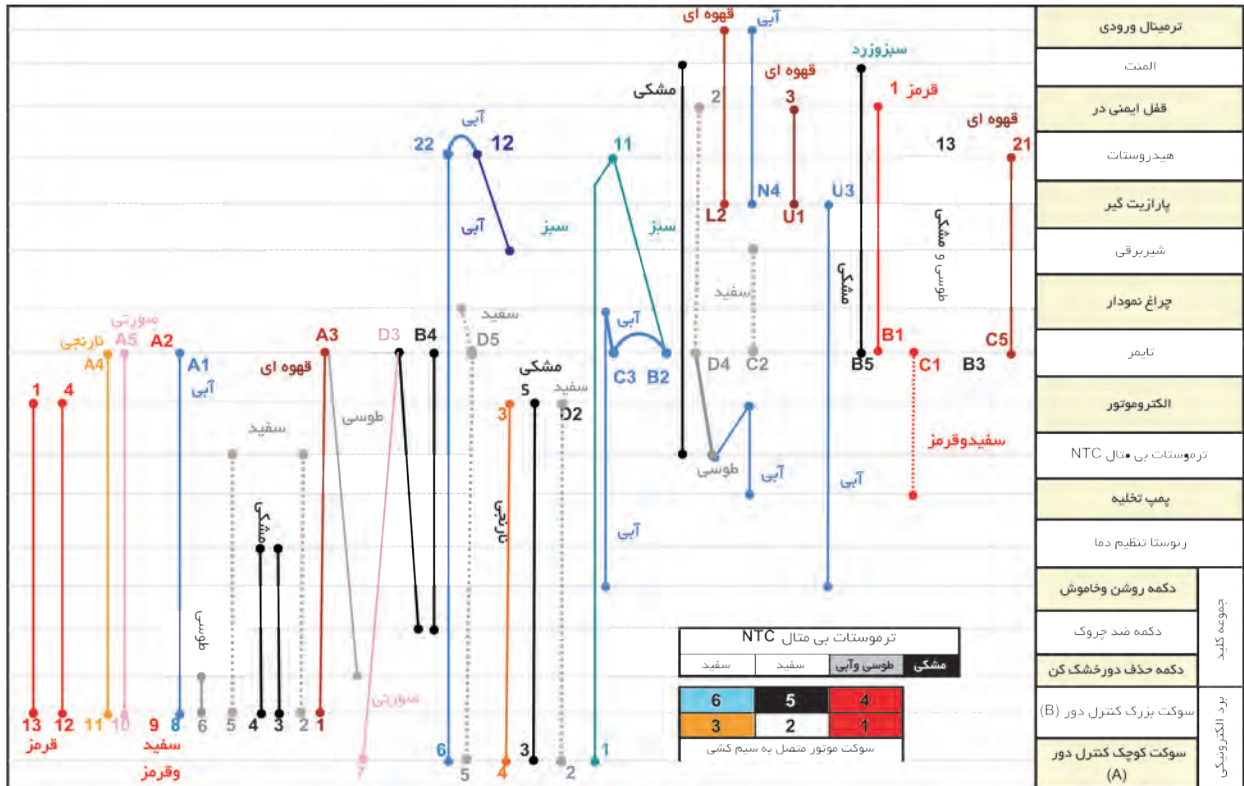 ترمینال ورودی
المنت
قفل ایمنی در
هیدروستات
پارازیت گیر
شیربرقی
چراغ نمودار
تایمر
الکتروموتور
ترموستات بی متال NTC
پمپ تخلیه
رئوستا تنظیم دما
مجموعه کلید
دکمه روشن وخاموش
دکمه ضد چروک
دکمه حذف دورخشک کن
برد الکترونیکی
سوکت بزرگ کنترل دور (B)
سوکت کوچک کنترل دور
(A)
قهوه ای
آبی
سبزوزرد
مشکی
2
قهوه ای
3
1 قرمز
قهوه ای
آبی
22
12
11
13
21
L2
N4
U1
U3
آبی
سبز
سبز
مشکی
طوسی و مشکی
سفید
سفید
آبی
صورتی
نارنجی
A5
A4
A2
A1
آبی
A3
قهوه ای
D3
B4
D5
C3
B2
D4
C2
B5
B1
C1
B3
C5
مشکی
5
سفید
D2
3
1
4
طوسی
سفید
طوسی
آبی
سفیدوقرمز
مشکی
نارنجی
آبی
آبی
طوسی
صورتی
13
12
11
10
9
8
6
5
4
3
2
1
قرمز
سفید
وقرمز
7
6
5
4
3
2
1
ترموستات بی متال NTC
مشکی
طوسی وآبی
سفید
سفید
6 5 4
3 2 1
سوکت موتور متصل به سیم کشی